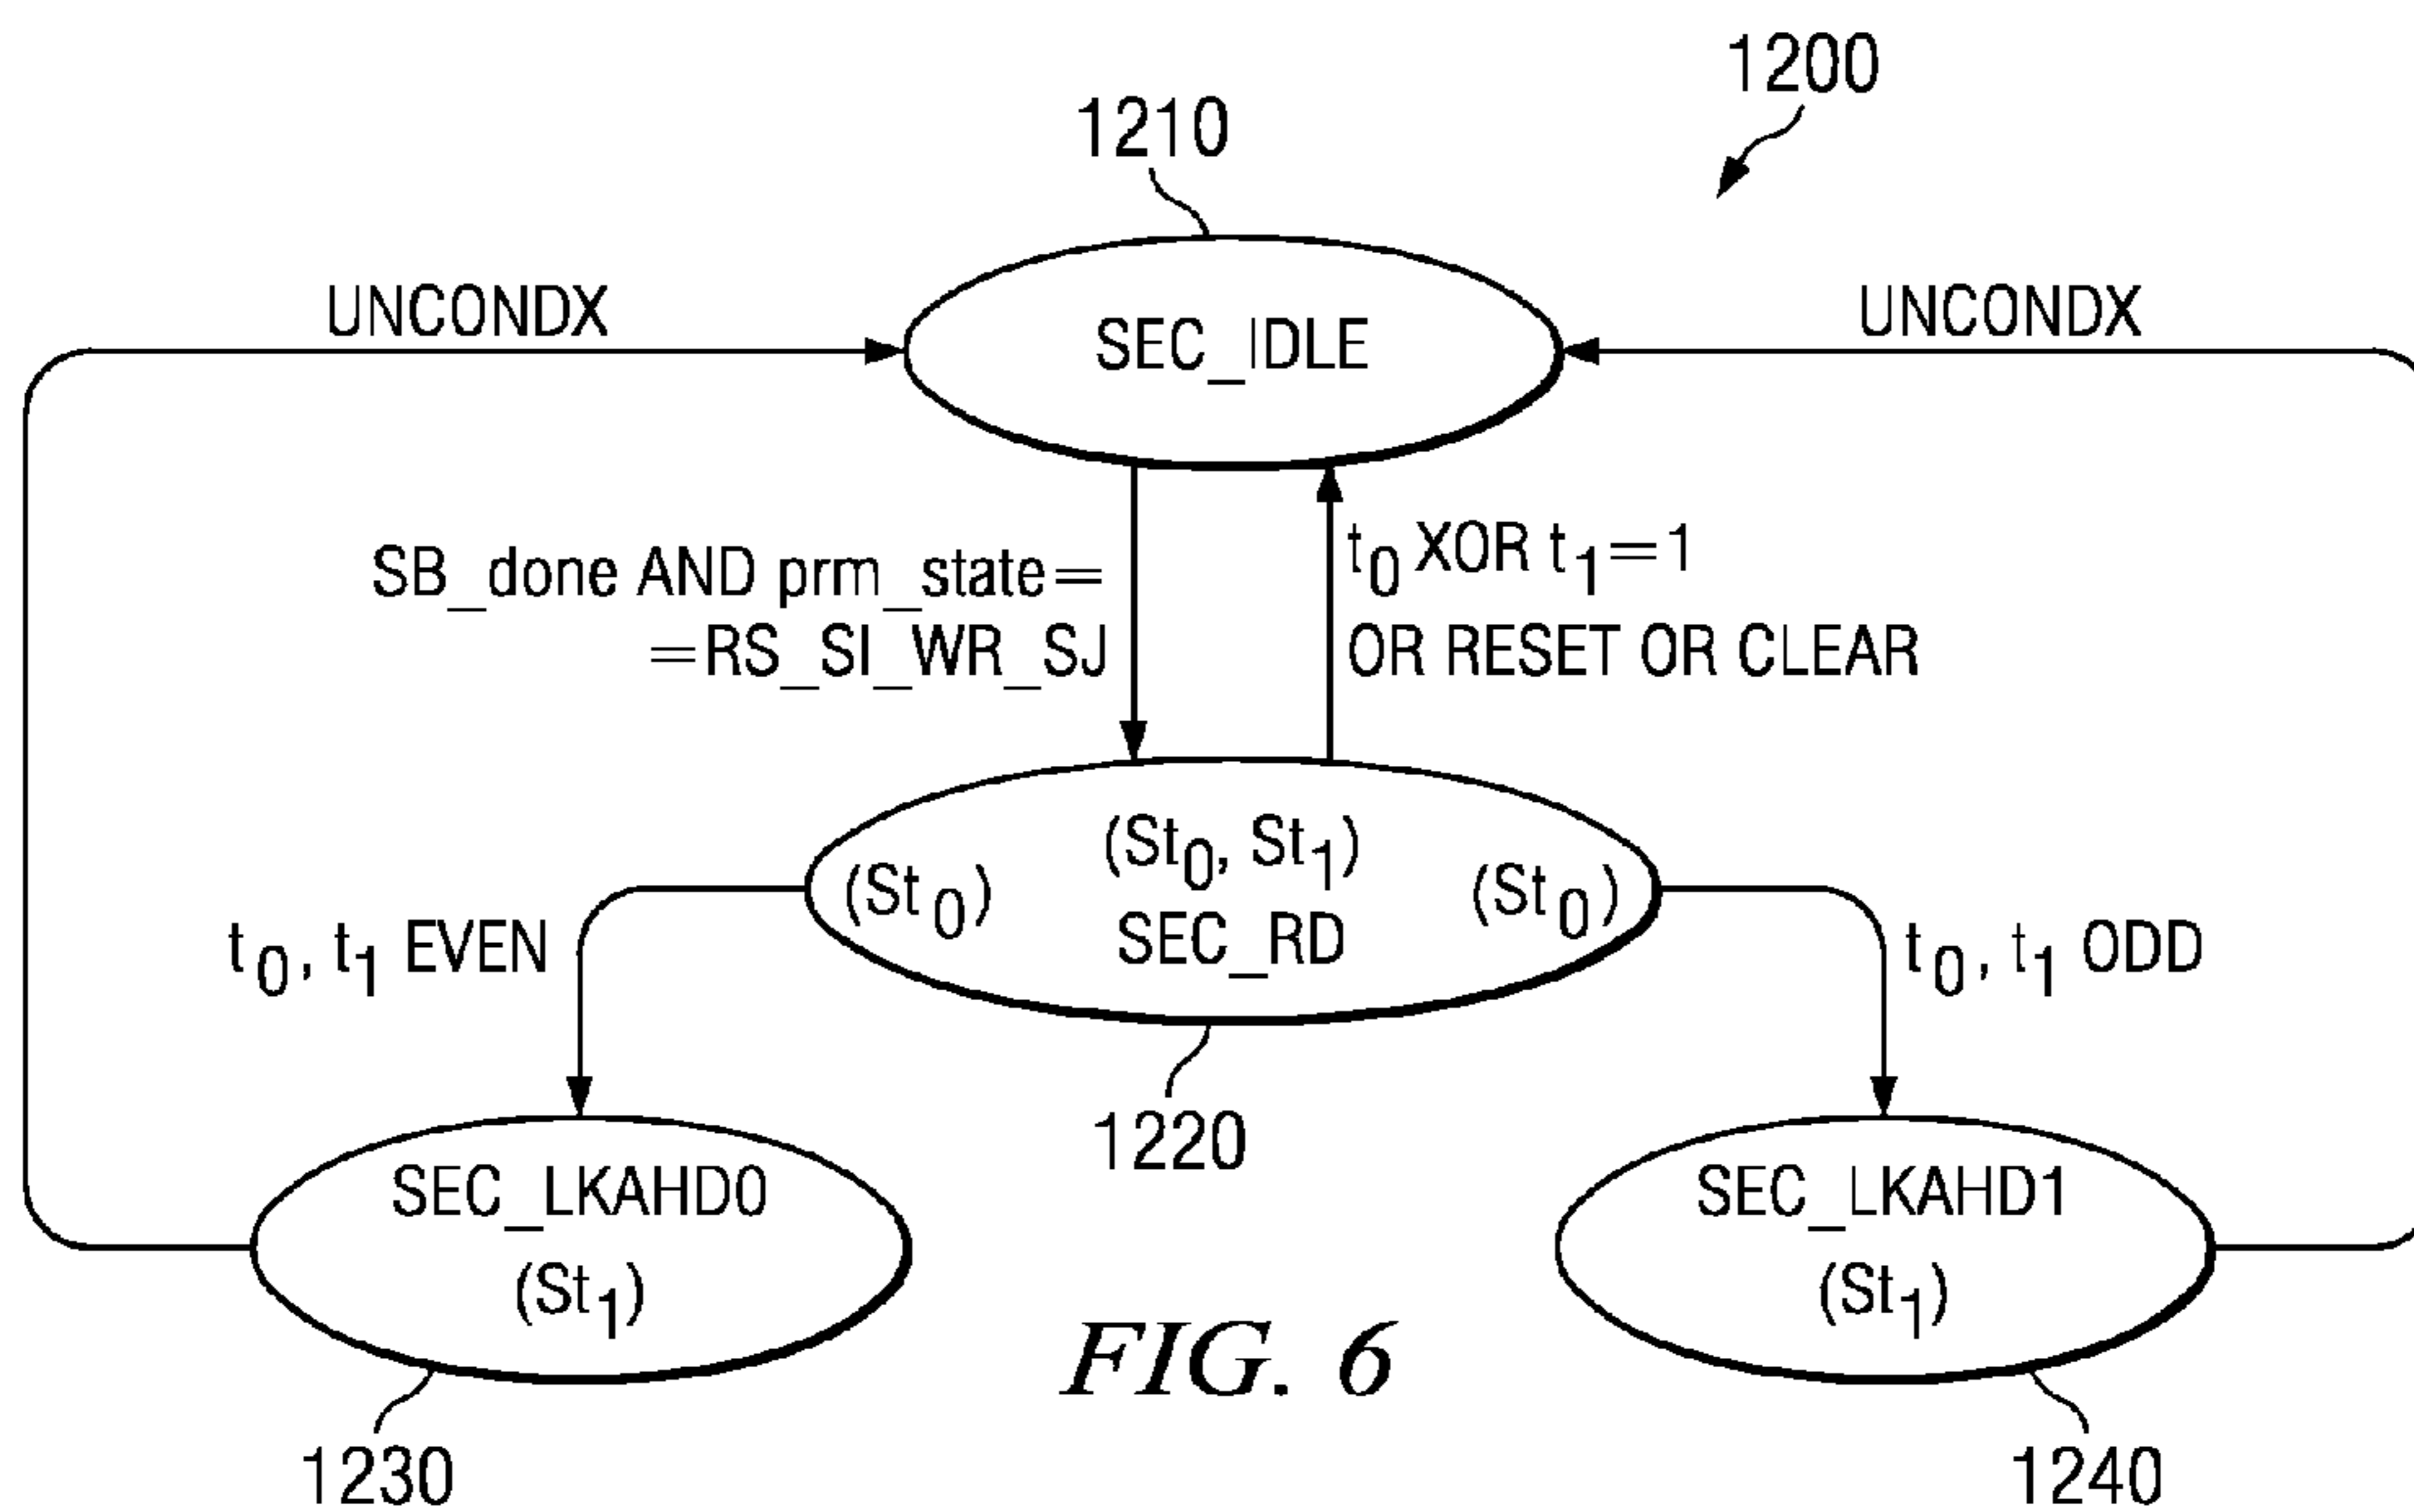 1200
1210
UNCONDX
SEC_IDLE
UNCONDX
SB_done AND prm_state=
=RS_SI_WR_SJ
t0 XOR t1=1
OR RESET OR CLEAR
(St0, St1)
(St0)
(St0)
SEC_RD
t0, t1 EVEN
t0, t1 ODD
1220
SEC_LKAHD0
(St1)
SEC_LKAHD1
(St1)
FIG. 6
1230
1240